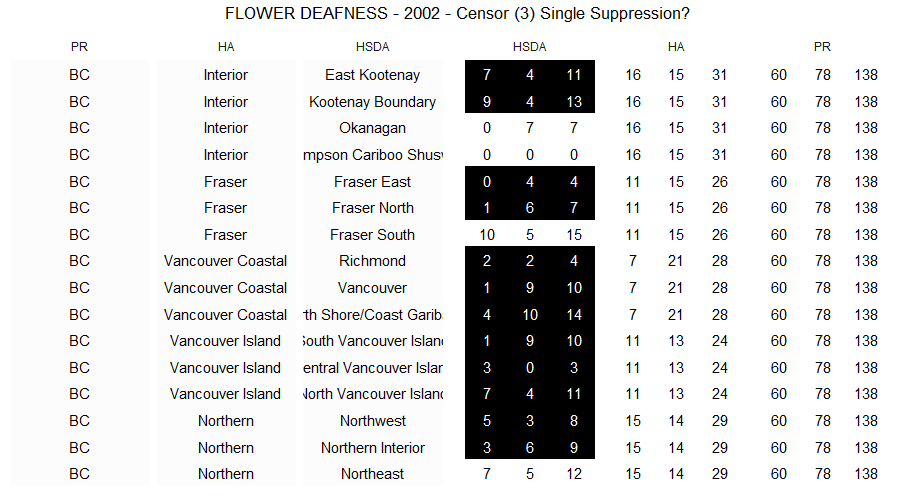 FLOWER DEAFNESS - 2002 - Censor (3) Single Suppression?
PR HA HSDA HSDA HA PR
BC Interior East Kootenay 7 4 11 16 15 31 60 78 138
BC Interior Kootenay Boundary 9 4 13 16 15 31 60 78 138
BC Interior Okanagan 0 7 7 16 15 31 60 78 138
BC Interior mpson Cariboo Shusw 0 0 0 16 15 31 60 78 138
BC Fraser Fraser East 0 4 4 11 15 26 60 78 138
BC Fraser Fraser North 1 6 7 11 15 26 60 78 138
BC Fraser Fraser South 10 5 15 11 15 26 60 78 138
BC Vancouver Coastal Richmond 2 2 4 7 21 28 60 78 138
BC Vancouver Coastal Vancouver 1 9 10 7 21 28 60 78 138
BC Vancouver Coastal rth Shore/Coast Gariba 4 10 14 7 21 28 60 78 138
BC Vancouver Island South Vancouver Island 1 9 10 11 13 24 60 78 138
BC Vancouver Island entral Vancouver Islan 3 0 3 11 13 24 60 78 138
BC Vancouver Island North Vancouver Island 7 4 11 11 13 24 60 78 138
BC Northern Northwest 5 3 8 15 14 29 60 78 138
BC Northern Northern Interior 3 6 9 15 14 29 60 78 138
BC Northern Northeast 7 5 12 15 14 29 60 78 138